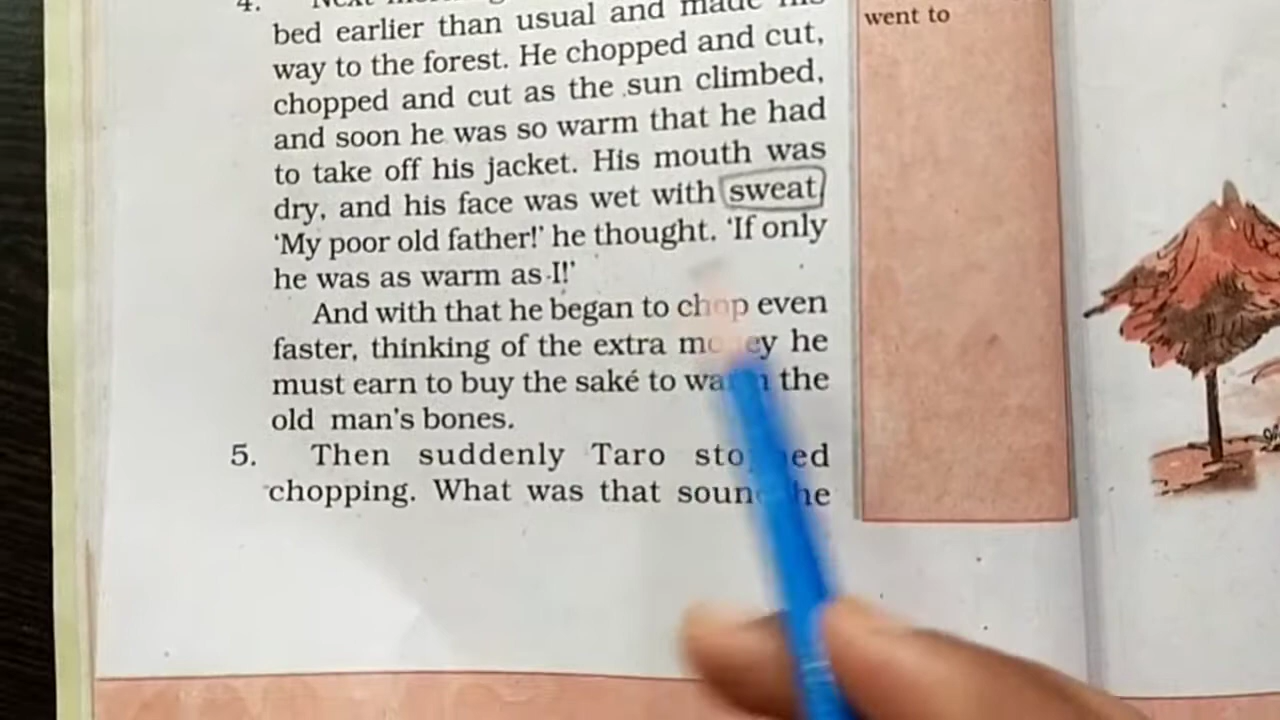 4. Next
bed earlier than usual and made his
way to the forest. He chopped and cut,
chopped and cut as the sun climbed,
and soon he was so warm that he had
to take off his jacket. His mouth was
dry, and his face was wet with sweat.
'My poor old father!' he thought. 'If only
he was as warm as I!'
And with that he began to chop even
faster, thinking of the extra money he
must earn to buy the saké to warm the
old man's bones.
5. Then suddenly Taro stopped
chopping. What was that sound he
went to